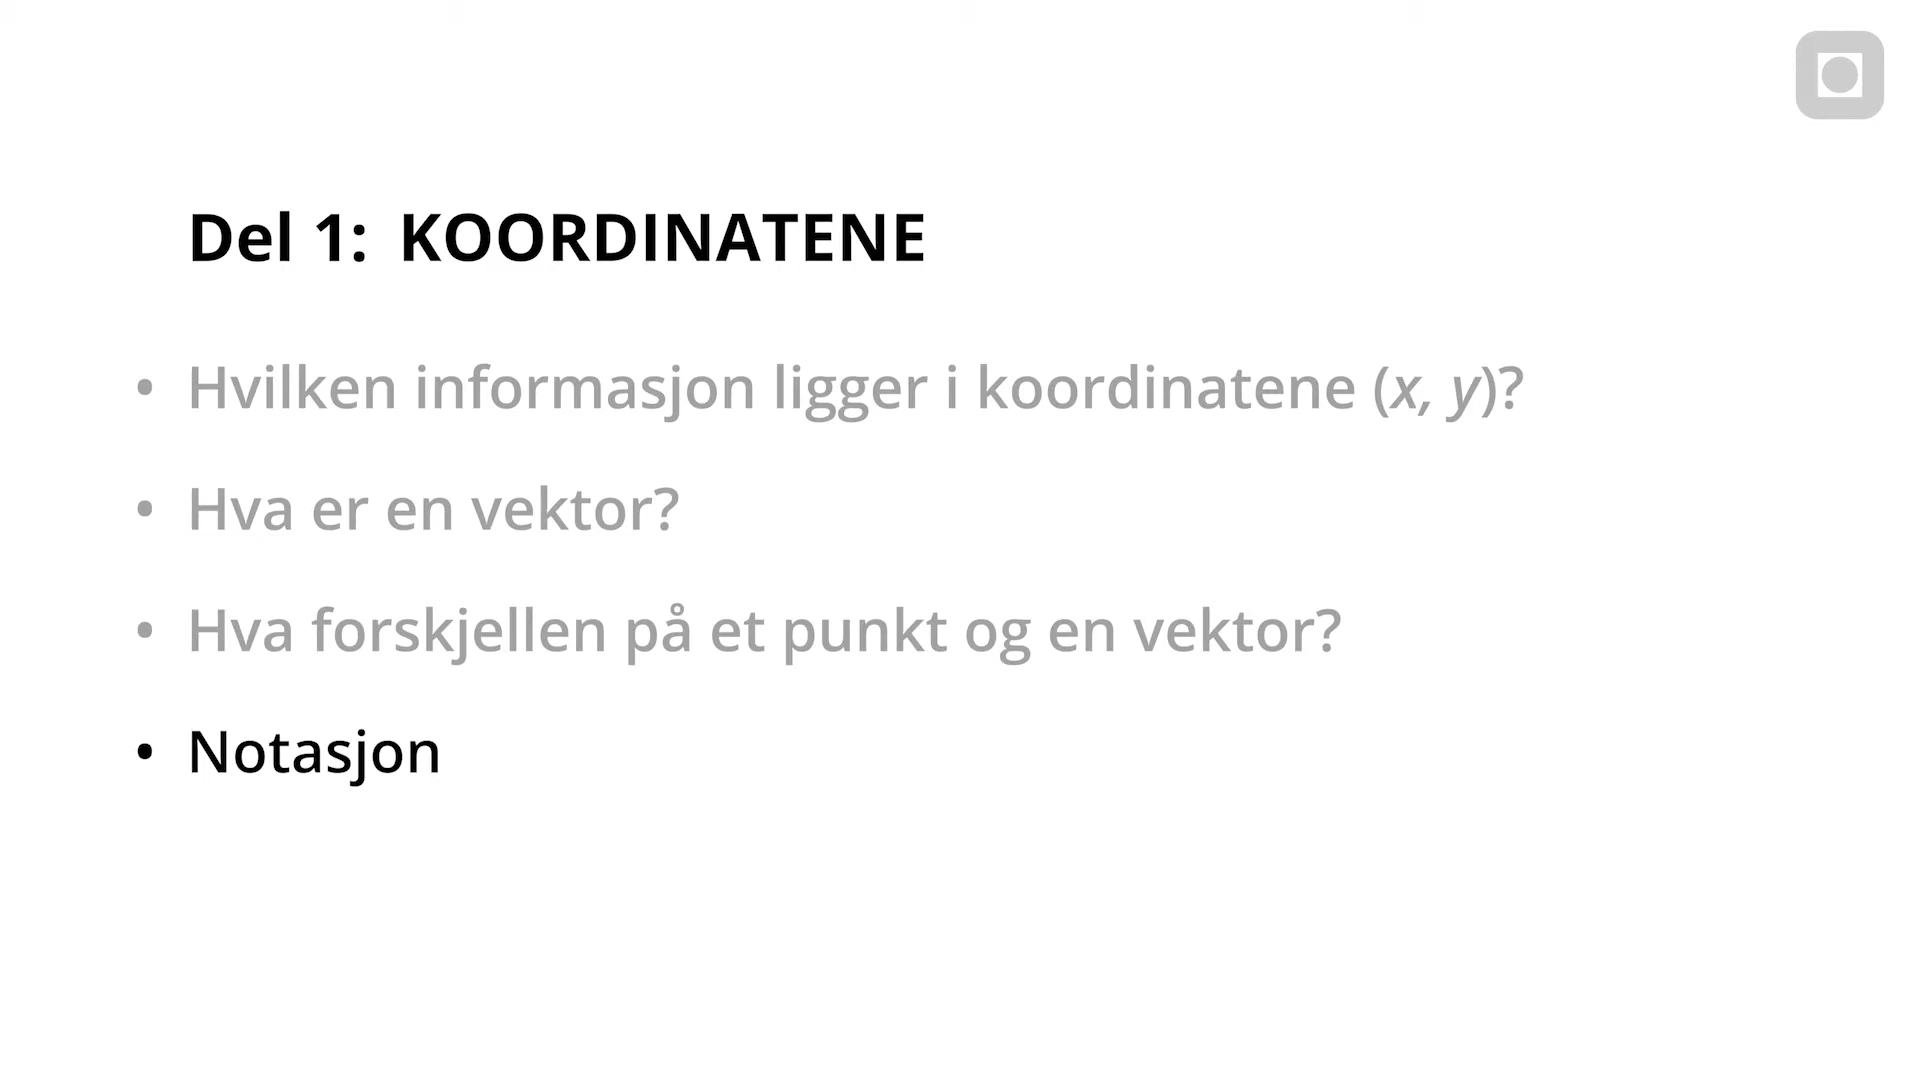 Del 1: KOORDINATENE
• Hvilken informasjon ligger i koordinatene (x, y)?
• Hva er en vektor?
• Hva forskjellen på et punkt og en vektor?
• Notasjon